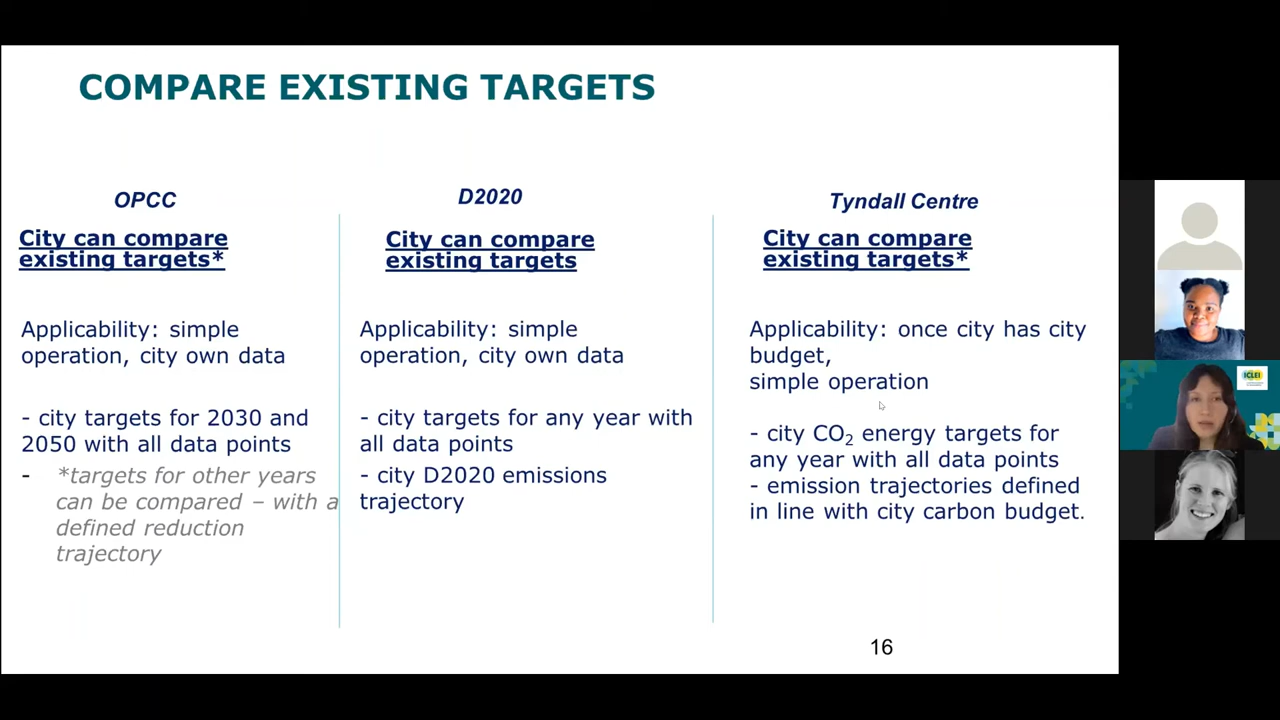 COMPARE EXISTING TARGETS
OPCC
City can compare
existing targets*
Applicability: simple
operation, city own data
- city targets for 2030 and
2050 with all data points
- *targets for other years
can be compared – with a
defined reduction
trajectory
D2020
City can compare
existing targets
Applicability: simple
operation, city own data
- city targets for any year with
all data points
- city D2020 emissions
trajectory
Tyndall Centre
City can compare
existing targets*
Applicability: once city has city
budget,
simple operation
- city CO₂ energy targets for
any year with all data points
- emission trajectories defined
in line with city carbon budget.
16
ICLEI